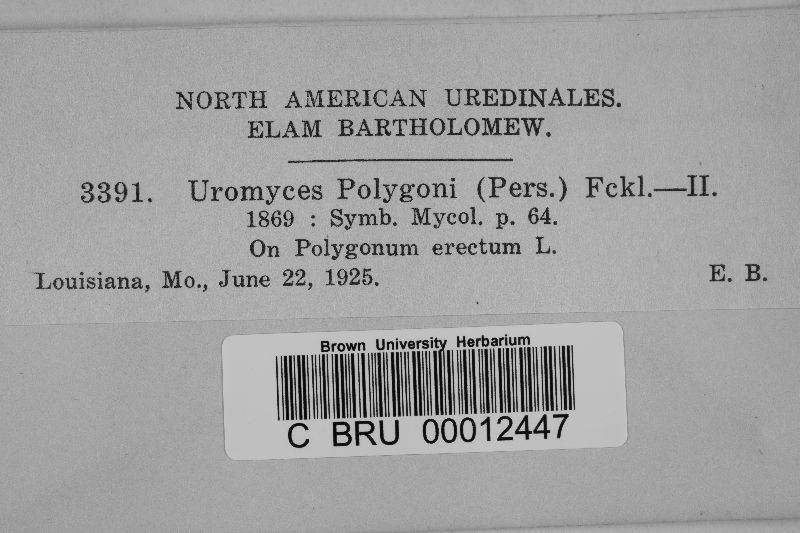 NORTH AMERICAN UREDINALES.
ELAM BARTHOLOMEW.
3391. Uromyces Polygoni (Pers.) Fckl.—II.
1869 : Symb. Mycol. p. 64.
On Polygonum erectum L.
Louisiana, Mo., June 22, 1925. E. B.
Brown University Herbarium
C BRU 00012447